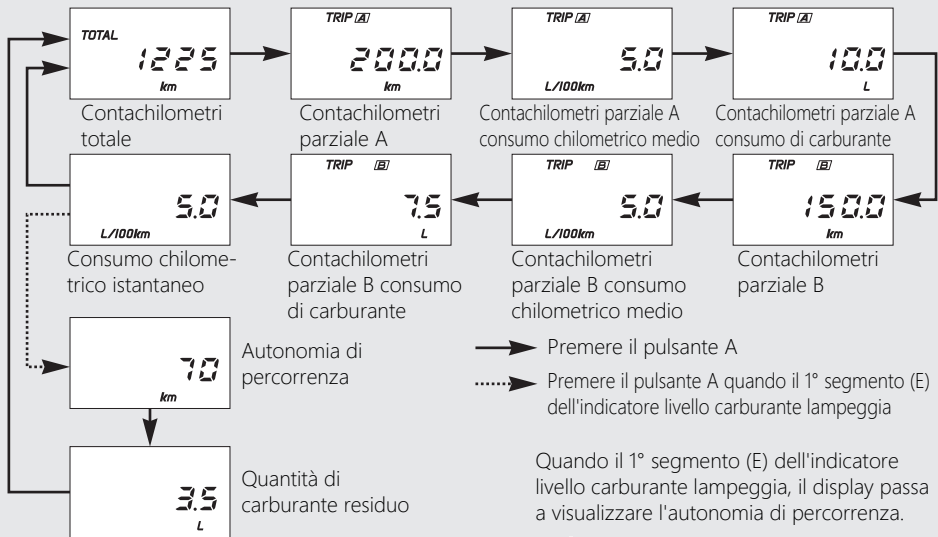 TOTAL
1225
km
Contachilometri
totale
TRIP A
200.0
km
Contachilometri
parziale A
TRIP A
5.0
L/100km
Contachilometri parziale A
consumo chilometrico medio
TRIP A
10.0
L
Contachilometri parziale A
consumo di carburante
5.0
L/100km
Consumo chilome-
trico istantaneo
TRIP B
7.5
L
Contachilometri
parziale B consumo
di carburante
TRIP B
5.0
L/100km
Contachilometri
parziale B consumo
chilometrico medio
TRIP B
150.0
km
Contachilometri
parziale B
70
km
Autonomia di
percorrenza
3.5
L
Quantità di
carburante residuo
Premere il pulsante A
Premere il pulsante A quando il 1° segmento (E)
dell'indicatore livello carburante lampeggia
Quando il 1° segmento (E) dell'indicatore
livello carburante lampeggia, il display passa
a visualizzare l'autonomia di percorrenza.